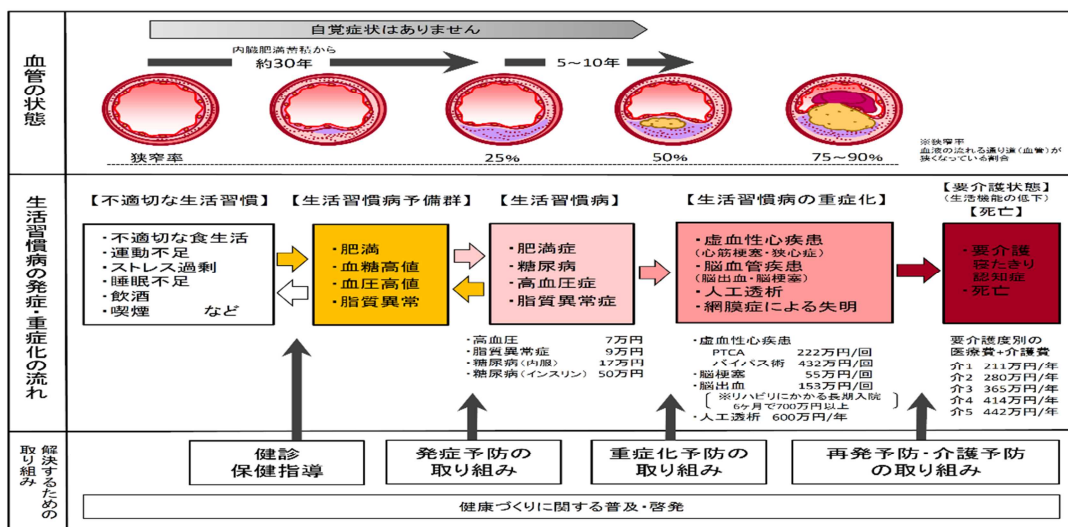 血管の状態
自覚症状はありません
内臓肥満蓄積から
約30年
5～10年
狭窄率
25%
50%
75～90%
※狭窄率
血液の流れる通り道(血管)が
狭くなっている割合
生活習慣病の発症・重症化の流れ
【不適切な生活習慣】
・不適切な食生活
・運動不足
・ストレス過剰
・睡眠不足
・飲酒
・喫煙 など
【生活習慣病予備群】
・肥満
・血糖高値
・血圧高値
・脂質異常
【生活習慣病】
・肥満症
・糖尿病
・高血圧症
・脂質異常症
・高血圧 7万円
・脂質異常症 9万円
・糖尿病(内服) 17万円
・糖尿病(インスリン) 50万円
【生活習慣病の重症化】
・虚血性心疾患
(心筋梗塞・狭心症)
・脳血管疾患
(脳出血・脳梗塞)
・人工透析
・網膜症による失明
・虚血性心疾患
PTCA 222万円/回
バイパス術 432万円/回
・脳梗塞 55万円/回
・脳出血 153万円/回
※リハビリにかかる長期入院
6ヶ月で700万円以上
・人工透析 600万円/年
【要介護状態】
(生活機能の低下)
【死亡】
・要介護
寝たきり
認知症
・死亡
要介護度別の
医療費+介護費
介1 211万円/年
介2 280万円/年
介3 365万円/年
介4 414万円/年
介5 442万円/年
解決するための
取り組み
健診
保健指導
発症予防の
取り組み
重症化予防の
取り組み
再発予防・介護予防
の取り組み
健康づくりに関する普及・啓発